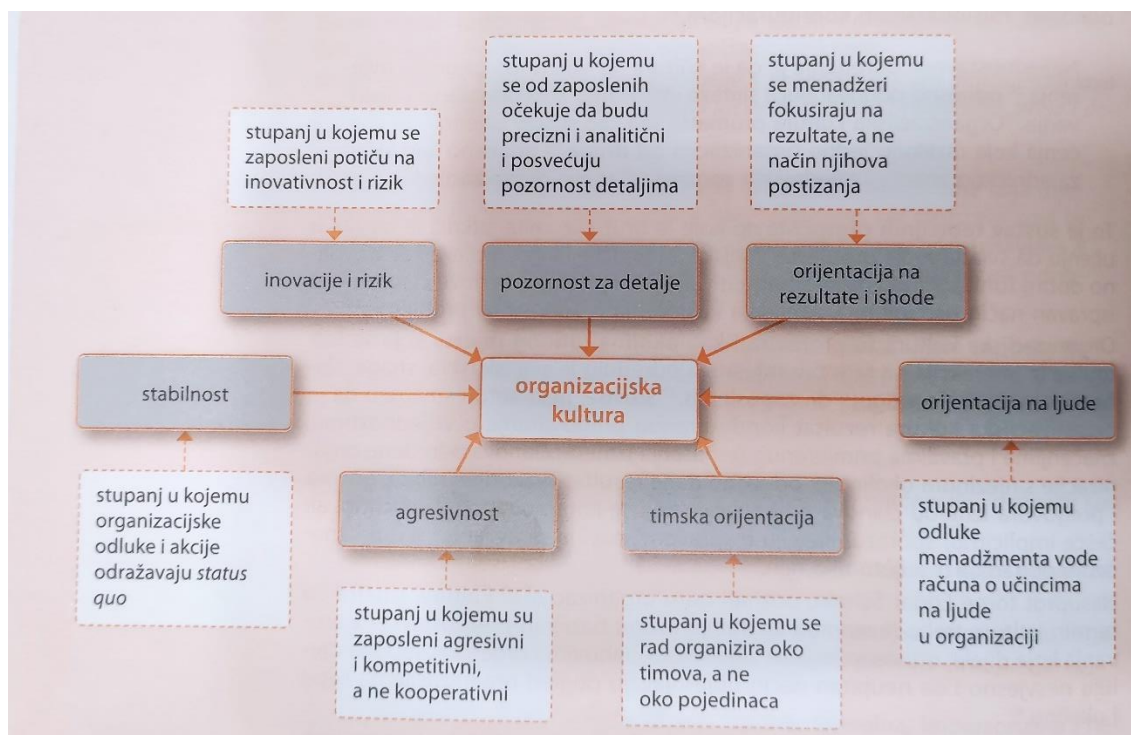 stupanj u kojemu se
zaposleni potiču na
inovativnost i rizik
stupanj u kojemu
se od zaposlenih
očekuje da budu
precizni i analitični
i posvećuju
pozornost detaljima
stupanj u kojemu
se menadžeri
fokusiraju na
rezultate, a ne
način njihova
postizanja
inovacije i rizik
pozornost za detalje
orijentacija na
rezultate i ishode
stabilnost
organizacijska
kultura
orijentacija na ljude
stupanj u kojemu
organizacijske
odluke i akcije
odražavaju status
quo
agresivnost
timska orijentacija
stupanj u kojemu
odluke
menadžmenta vode
računa o učincima
na ljude
u organizaciji
stupanj u kojemu su
zaposleni agresivni
i kompetitivni,
a ne kooperativni
stupanj u kojemu se
rad organizira oko
timova, a ne
oko pojedinaca